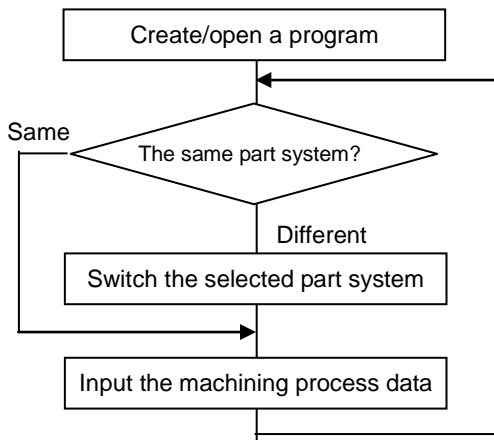 Create/open a program
Same
The same part system?
Different
Switch the selected part system
Input the machining process data